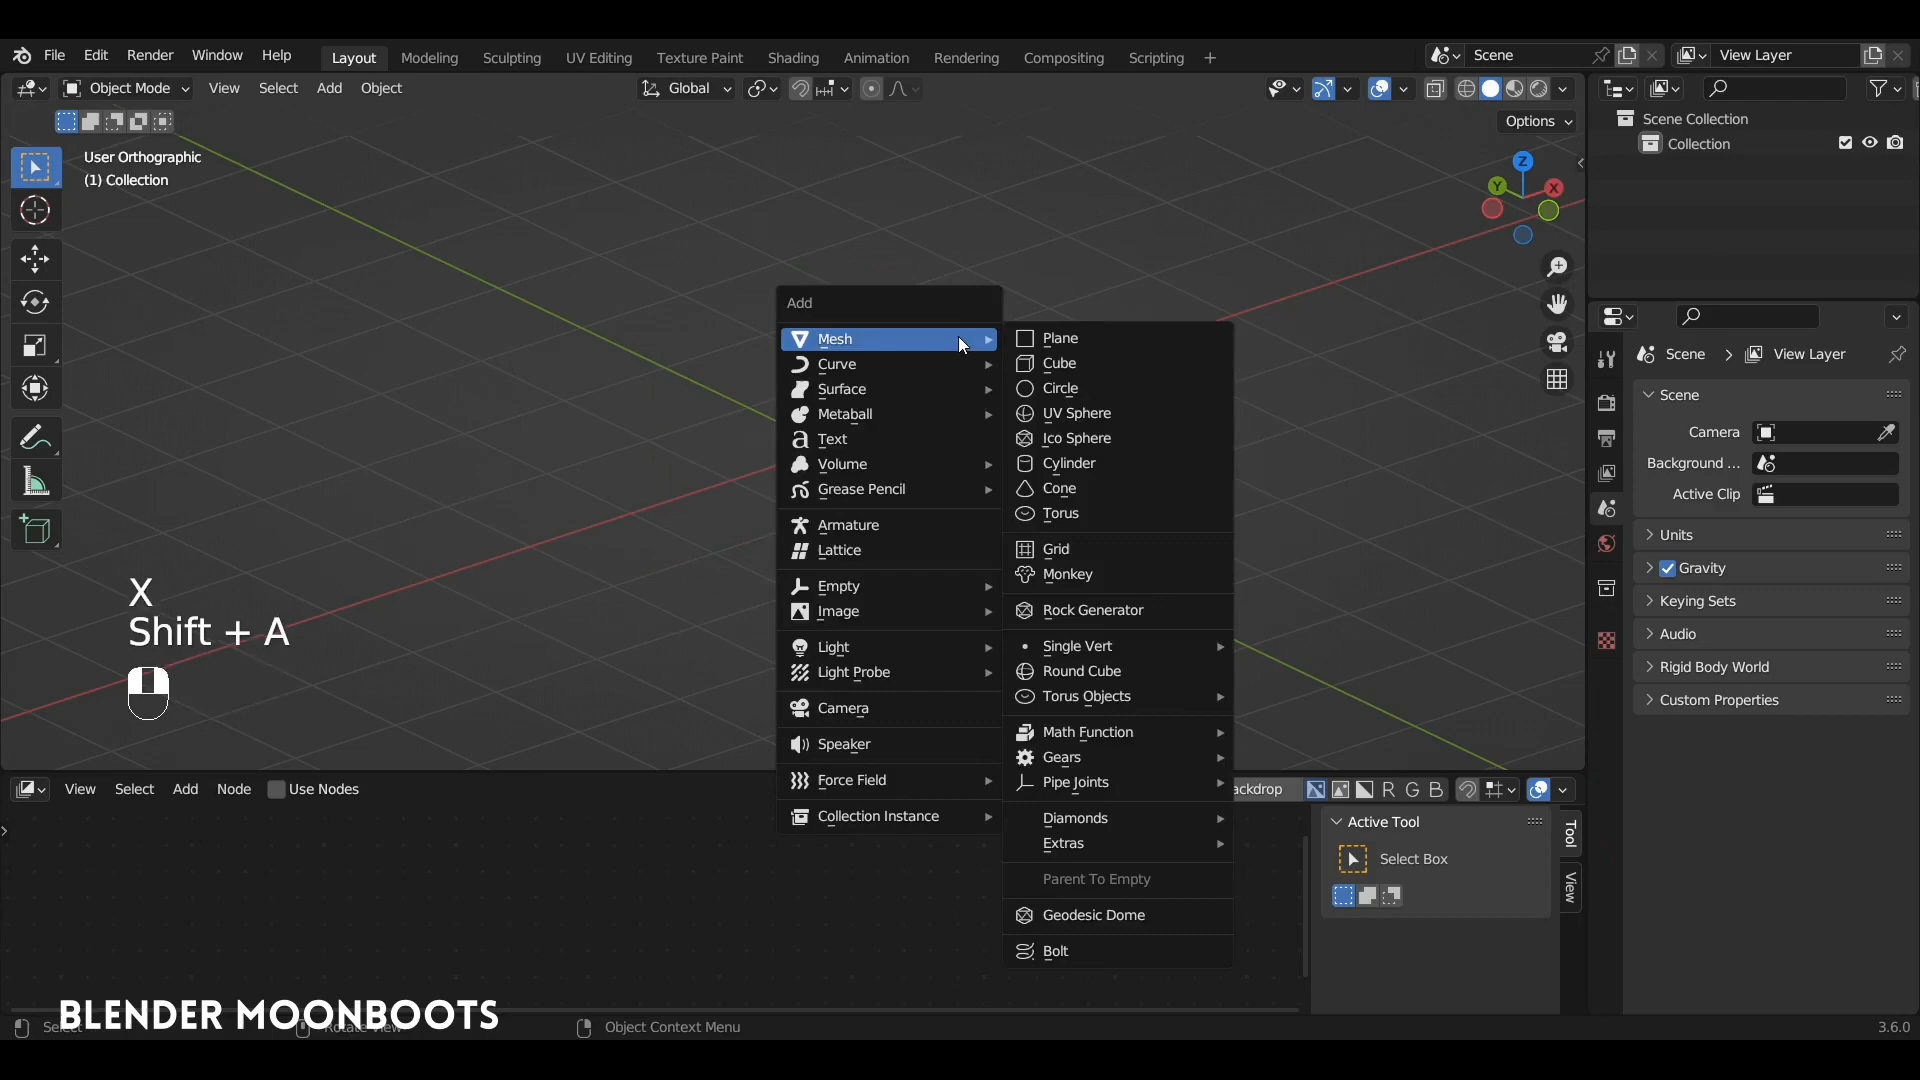 File Edit Render Window Help Layout Modeling Sculpting UV Editing Texture Paint Shading Animation Rendering Compositing Scripting + Scene View Layer
Object Mode View Select Add Object Global
Options
User Orthographic
(1) Collection
Z
Y
X
Scene Collection
Collection
Add
Mesh
Curve
Surface
Metaball
Text
Volume
Grease Pencil
Armature
Lattice
Empty
Image
Light
Light Probe
Camera
Speaker
Force Field
Collection Instance
Plane
Cube
Circle
UV Sphere
Ico Sphere
Cylinder
Cone
Torus
Grid
Monkey
Rock Generator
Single Vert
Round Cube
Torus Objects
Math Function
Gears
Pipe Joints
Diamonds
Extras
Parent To Empty
Geodesic Dome
Bolt
Scene > View Layer
Scene
Camera
Background ...
Active Clip
Units
Gravity
Keying Sets
Audio
Rigid Body World
Custom Properties
X
Shift + A
View Select Add Node Use Nodes
ackdrop R G B
Active Tool
Select Box
Tool
View
BLENDER MOONBOOTS
Select Rotate View Object Context Menu 3.6.0